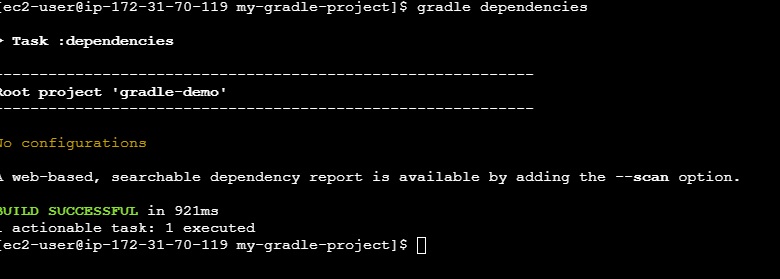 [ec2-user@ip-172-31-70-119 my-gradle-project]$ gradle dependencies
> Task :dependencies
------------------------------------------------------------
Root project 'gradle-demo'
------------------------------------------------------------
No configurations
A web-based, searchable dependency report is available by adding the --scan option.
BUILD SUCCESSFUL in 921ms
1 actionable task: 1 executed
[ec2-user@ip-172-31-70-119 my-gradle-project]$